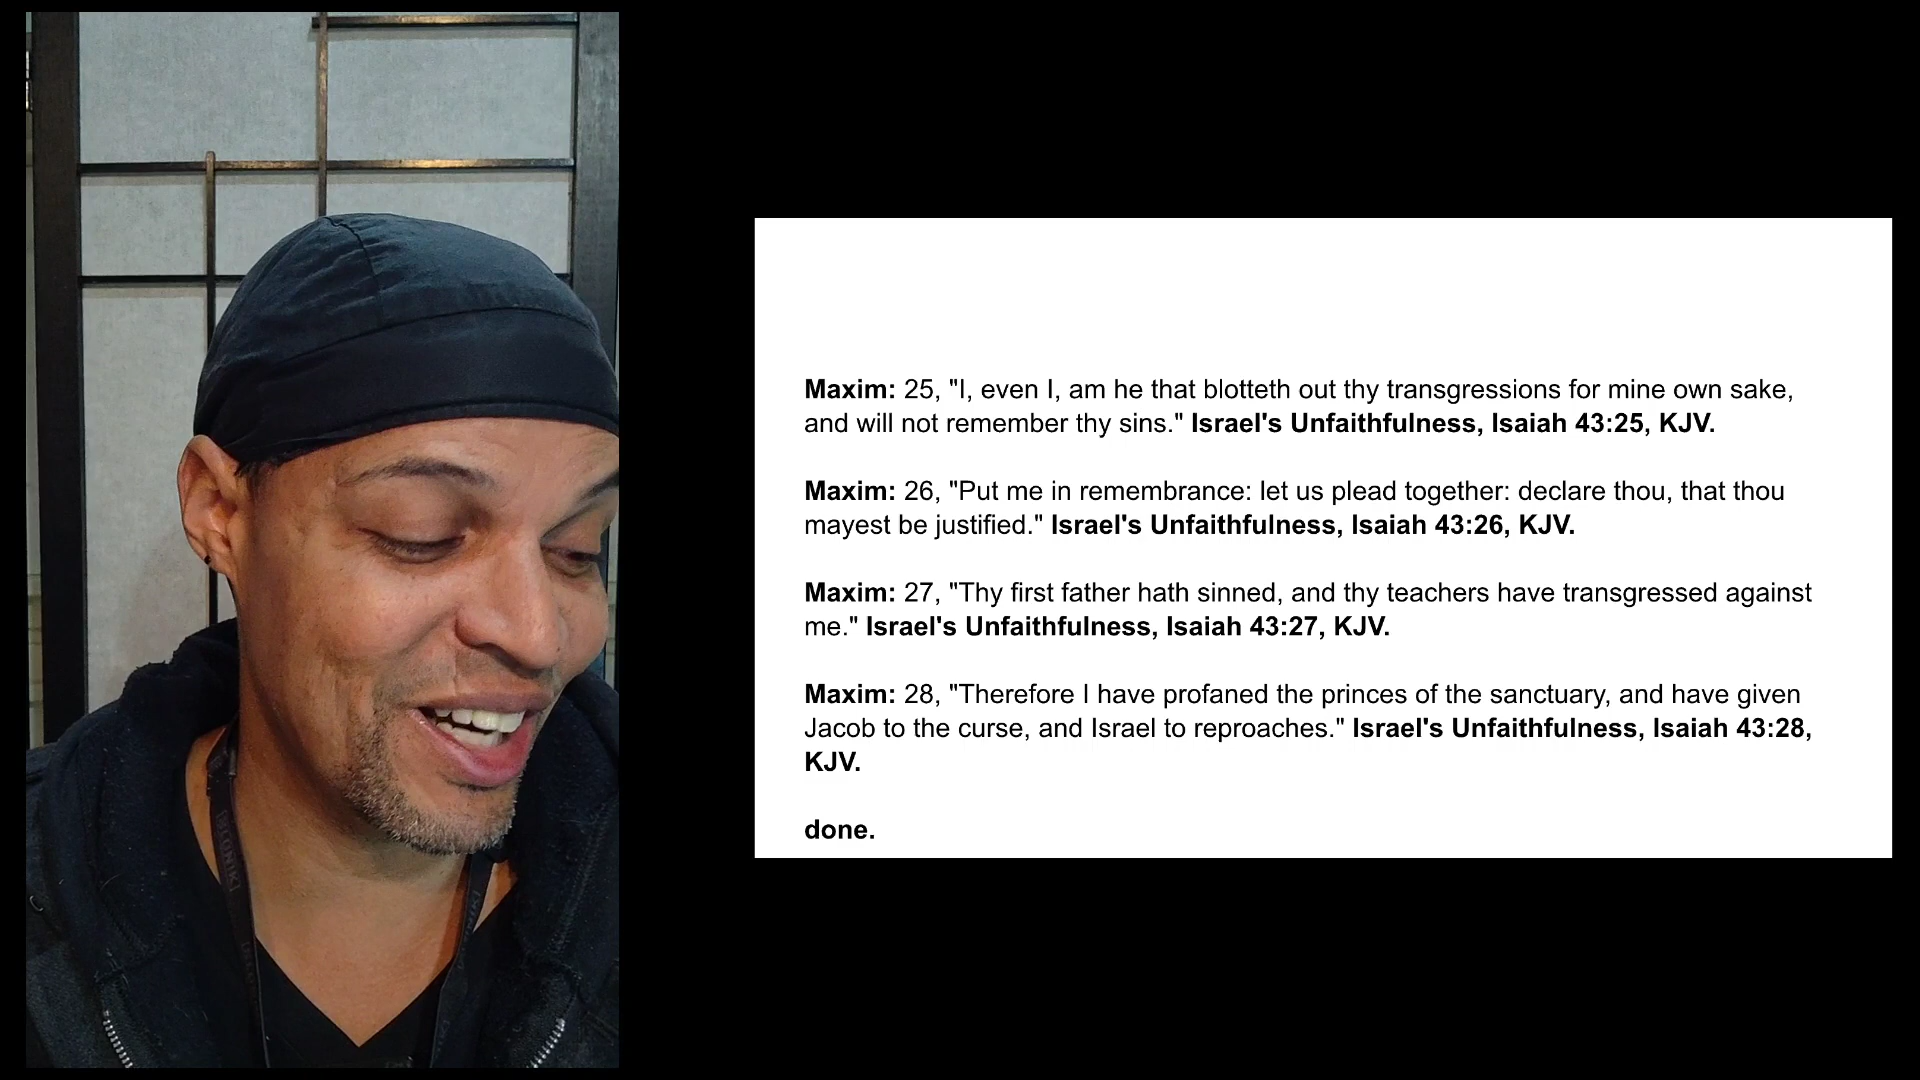 Maxim: 25, "I, even I, am he that blotteth out thy transgressions for mine own sake,
and will not remember thy sins." Israel's Unfaithfulness, Isaiah 43:25, KJV.
Maxim: 26, "Put me in remembrance: let us plead together: declare thou, that thou
mayest be justified." Israel's Unfaithfulness, Isaiah 43:26, KJV.
Maxim: 27, "Thy first father hath sinned, and thy teachers have transgressed against
me." Israel's Unfaithfulness, Isaiah 43:27, KJV.
Maxim: 28, "Therefore I have profaned the princes of the sanctuary, and have given
Jacob to the curse, and Israel to reproaches." Israel's Unfaithfulness, Isaiah 43:28,
KJV.
done.